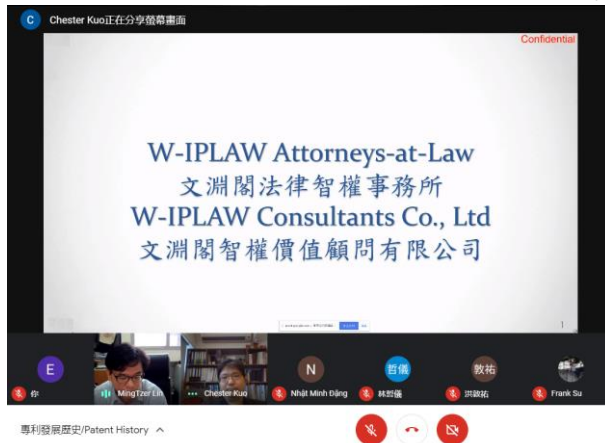 C
Chester Kuo正在分享螢幕畫面
Confidential
W-IPLAW Attorneys-at-Law
文淵閣法律智權事務所
W-IPLAW Consultants Co., Ltd
文淵閣智權價值顧問有限公司
1
E
N
哲儀
敦祐
你
MingTzer Lin
Chester Kuo
Nhật Minh Đặng
林哲儀
洪敦祐
Frank Su
專利發展歷史/Patent History